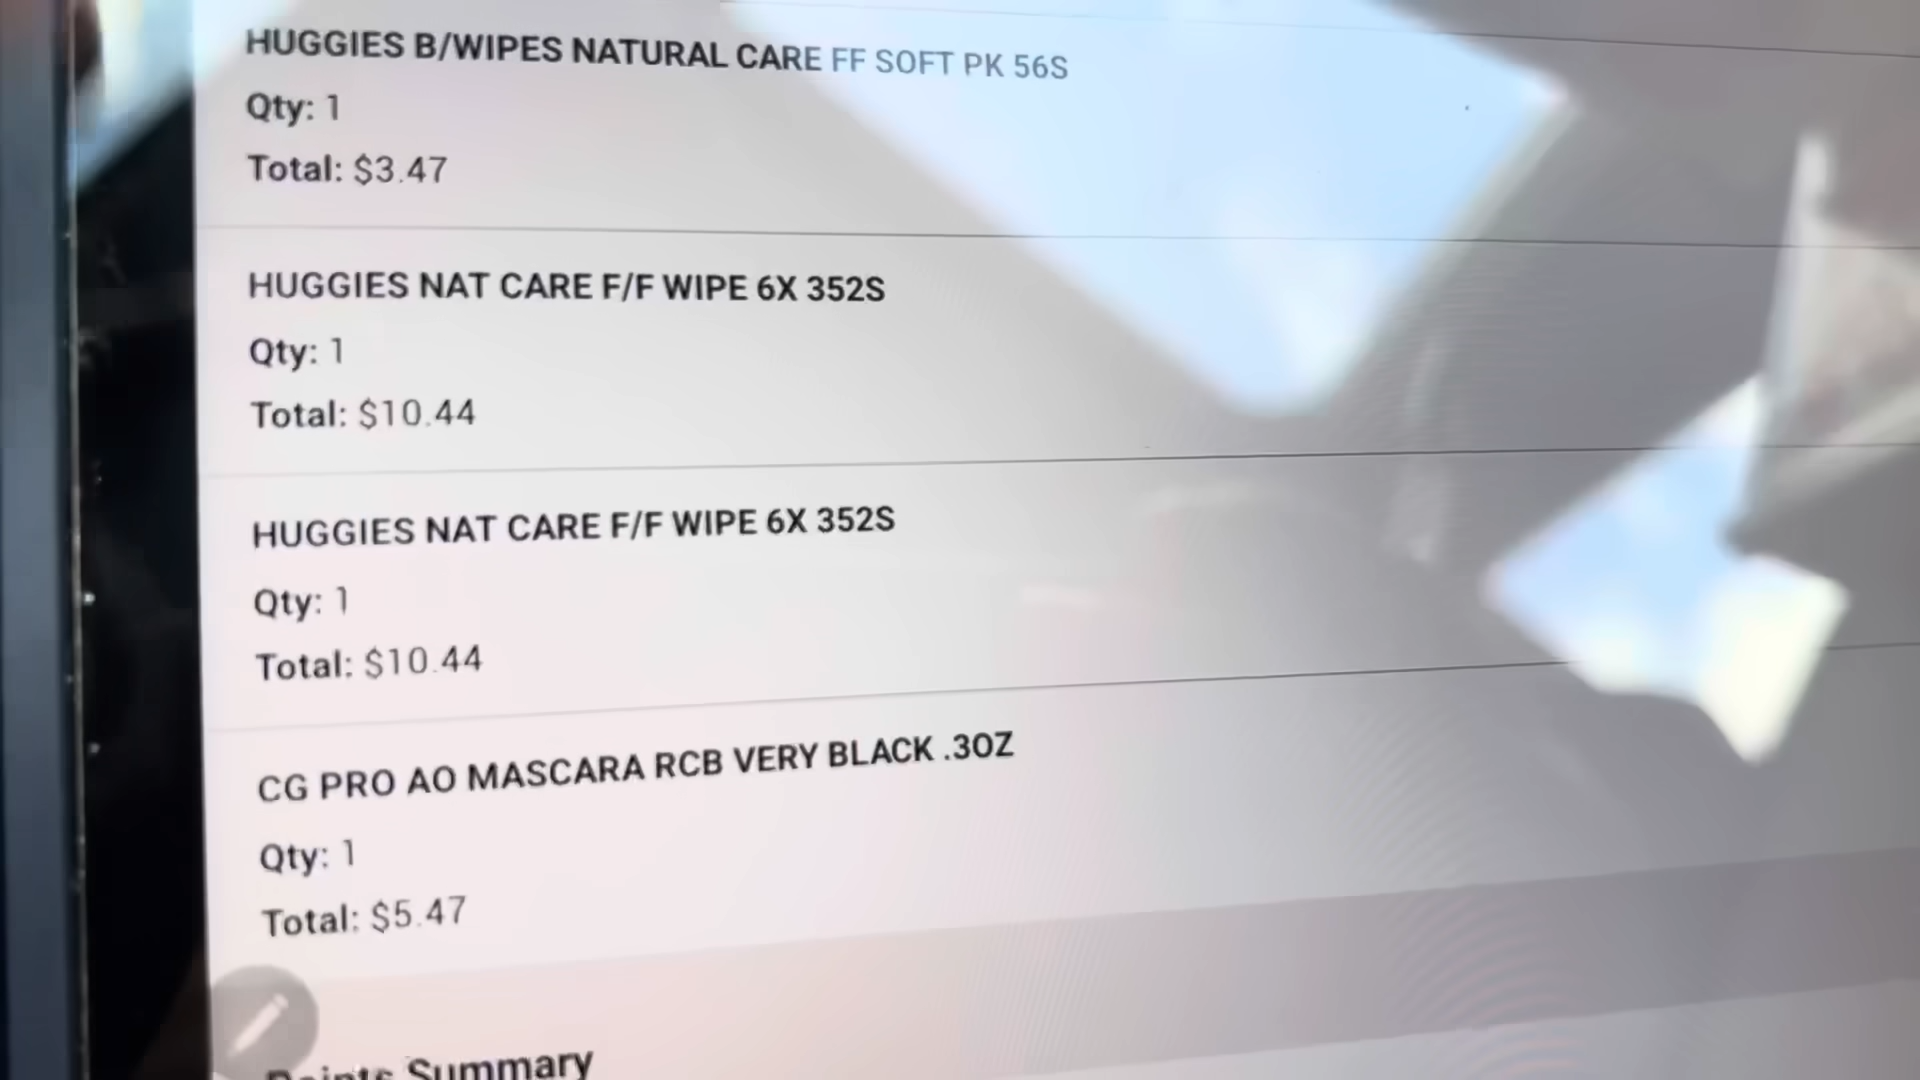 HUGGIES B/WIPES NATURAL CARE FF SOFT PK 56S
Qty: 1
Total: $3.47
HUGGIES NAT CARE F/F WIPE 6X 352S
Qty: 1
Total: $10.44
HUGGIES NAT CARE F/F WIPE 6X 352S
Qty: 1
Total: $10.44
CG PRO AO MASCARA RCB VERY BLACK .3OZ
Qty: 1
Total: $5.47
Points Summary